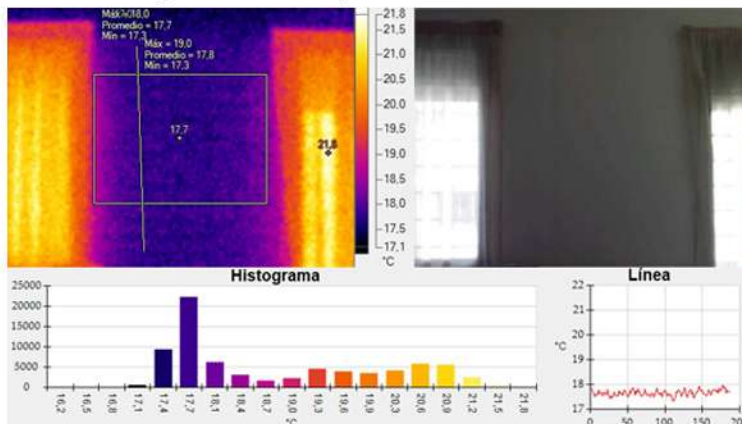 Máx = 18,0
Promedio = 17,7
Mín = 17,3
Máx = 19,0
Promedio = 17,8
Mín = 17,3
17,7
21,8
21,8
21,5
21,0
20,5
20,0
19,5
19,0
18,5
18,0
17,5
17,1
°C
Histograma
25000
20000
15000
10000
5000
0
16,2 16,5 16,8 17,1 17,4 17,7 18,1 18,4 18,7 19,0 19,3 19,6 19,9 20,3 20,6 20,9 21,2 21,5 21,8
°C
Línea
22
21
20
°C
19
18
17
0 50 100 150 20